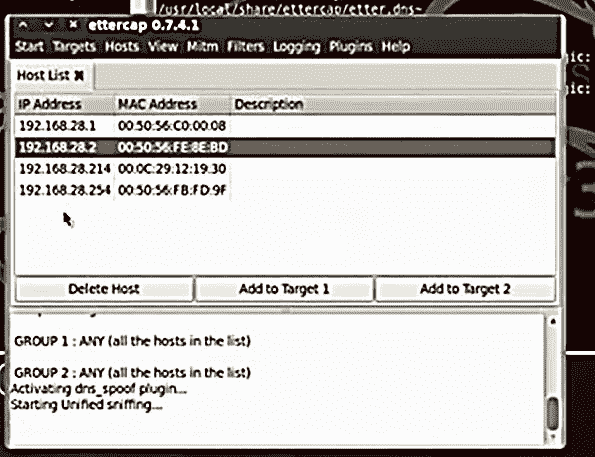 /usr/local/share/ettercap/etter.dns~
ettercap 0.7.4.1
Start Targets Hosts View Mitm Filters Logging Plugins Help
Host List ✖
IP Address MAC Address Description
192.168.28.1 00:50:56:C0:00:08
192.168.28.2 00:50:56:FE:8E:BD
192.168.28.214 00:0C:29:12:19:30
192.168.28.254 00:50:56:FB:FD:9F
Delete Host Add to Target 1 Add to Target 2
GROUP 1 : ANY (all the hosts in the list)
GROUP 2 : ANY (all the hosts in the list)
Activating dns_spoof plugin...
Starting Unified sniffing...